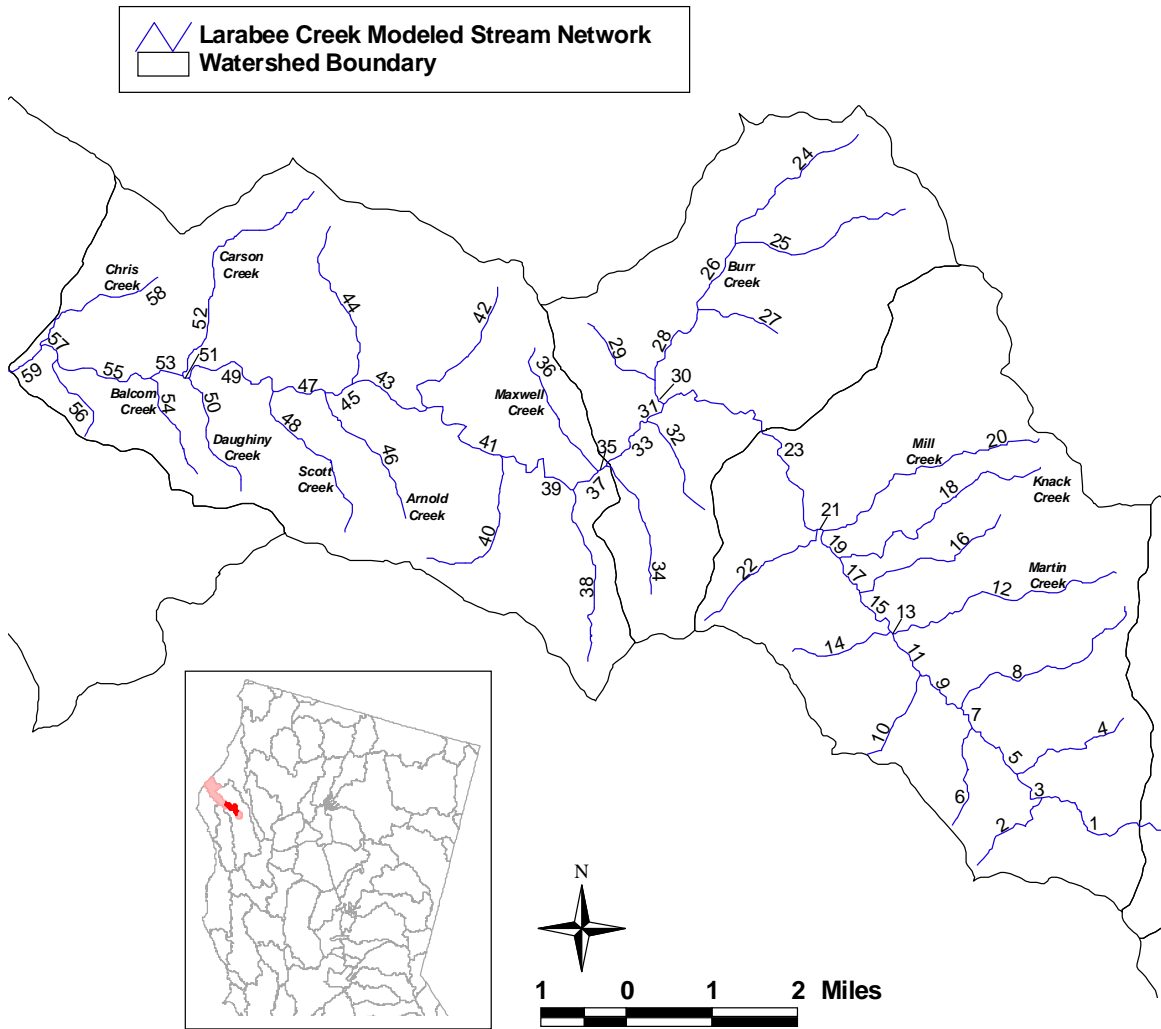 Larabee Creek Modeled Stream Network
Watershed Boundary
24
25
26
Burr
Creek
27
28
29
30
31
32
33
34
35
36
Maxwell
Creek
37
38
39
40
41
42
43
44
45
46
Arnold
Creek
47
48
Scott
Creek
49
50
Daughiny
Creek
51
52
Carson
Creek
53
54
Balcom
Creek
55
56
57
58
Chris
Creek
59
23
Mill
Creek
20
18
Knack
Creek
21
19
22
17
16
Martin
Creek
12
15
13
14
11
8
9
10
7
4
5
6
3
2
1
N
1 0 1 2 Miles